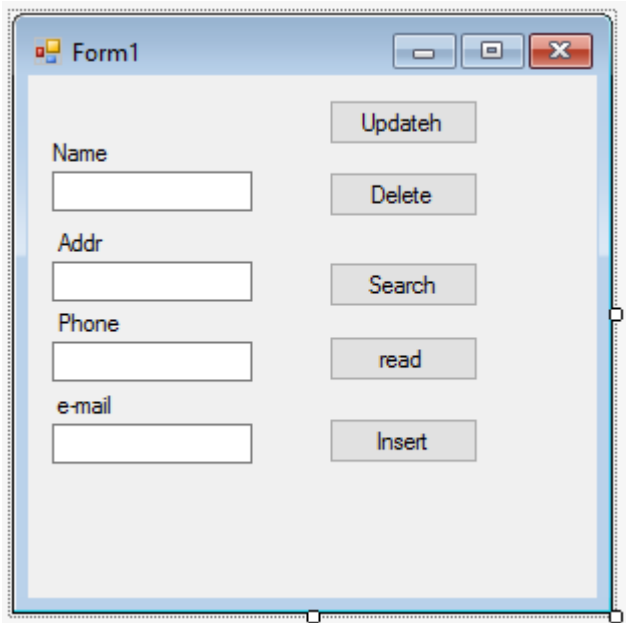 Form1
Updateh
Name
Delete
Addr
Search
Phone
read
e-mail
Insert